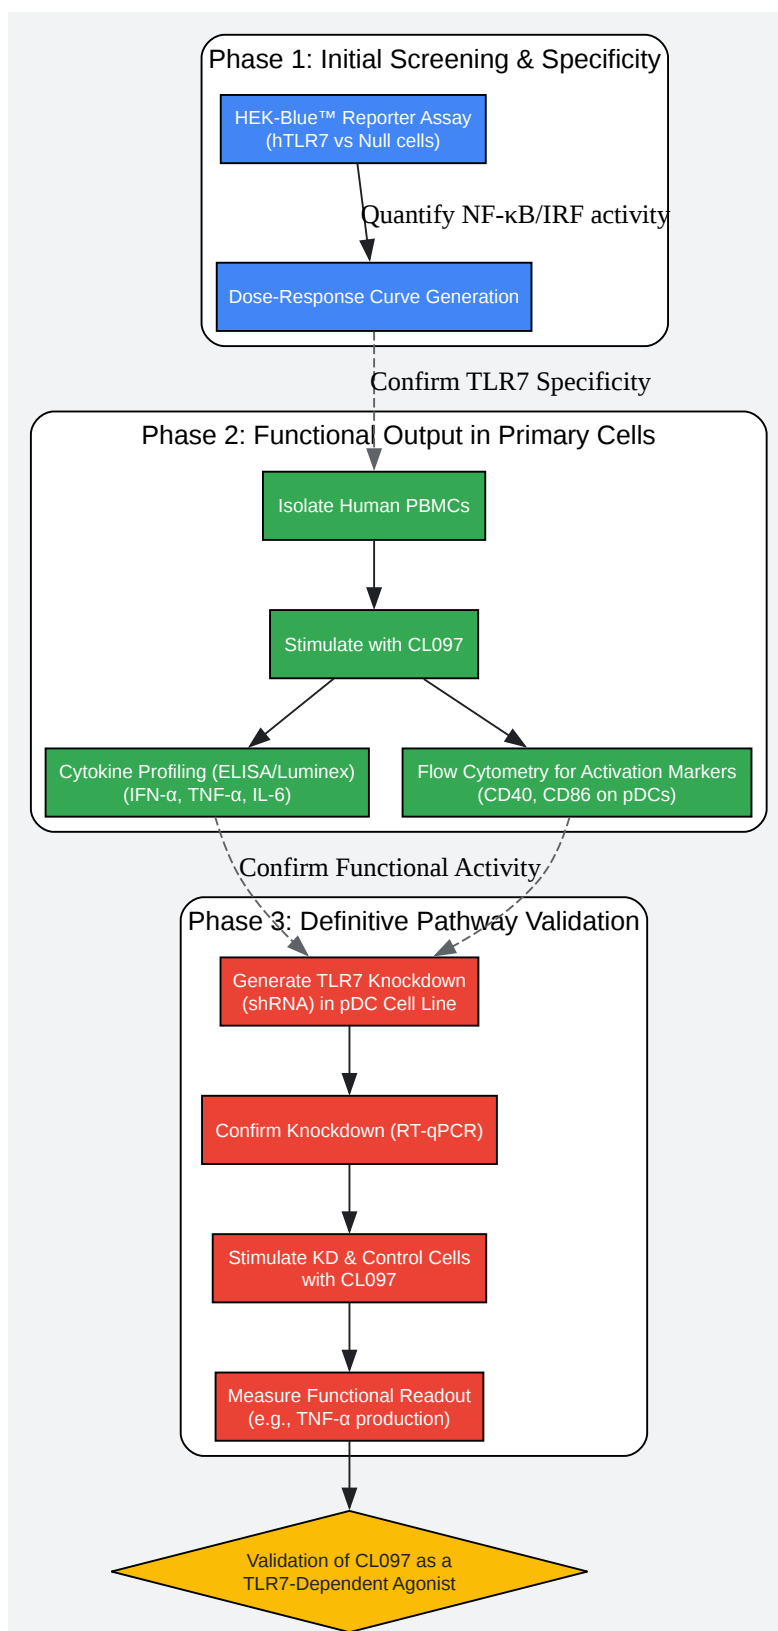 Phase 1: Initial Screening & Specificity
HEK-Blue™ Reporter Assay
(hTLR7 vs Null cells)
Quantify NF-κB/IRF activity
Dose-Response Curve Generation
Confirm TLR7 Specificity
Phase 2: Functional Output in Primary Cells
Isolate Human PBMCs
Stimulate with CL097
Cytokine Profiling (ELISA/Luminex)
(IFN-α, TNF-α, IL-6)
Flow Cytometry for Activation Markers
(CD40, CD86 on pDCs)
Confirm Functional Activity
Phase 3: Definitive Pathway Validation
Generate TLR7 Knockdown
(shRNA) in pDC Cell Line
Confirm Knockdown (RT-qPCR)
Stimulate KD & Control Cells
with CL097
Measure Functional Readout
(e.g., TNF-α production)
Validation of CL097 as a
TLR7-Dependent Agonist